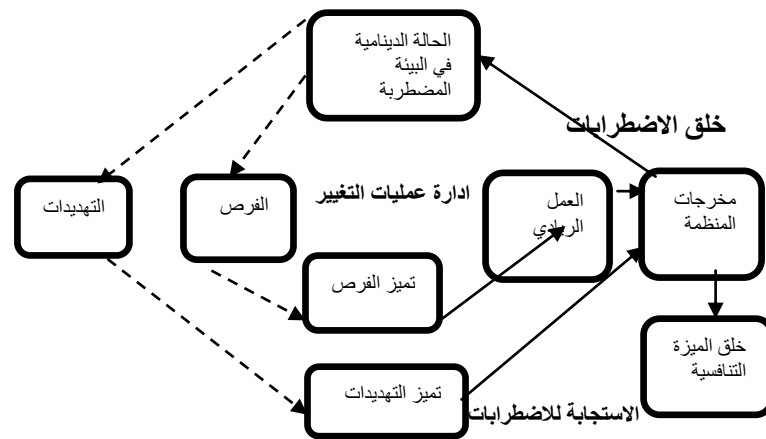 الحالة الدينامية
في البيئة
المضطربة
خلق الاضطرابات
التهديدات
الفرص
ادارة عمليات التغيير
العمل
الريادي
مخرجات
المنظمة
تميز الفرص
خلق الميزة
التنافسية
تميز التهديدات
الاستجابة للاضطرابات